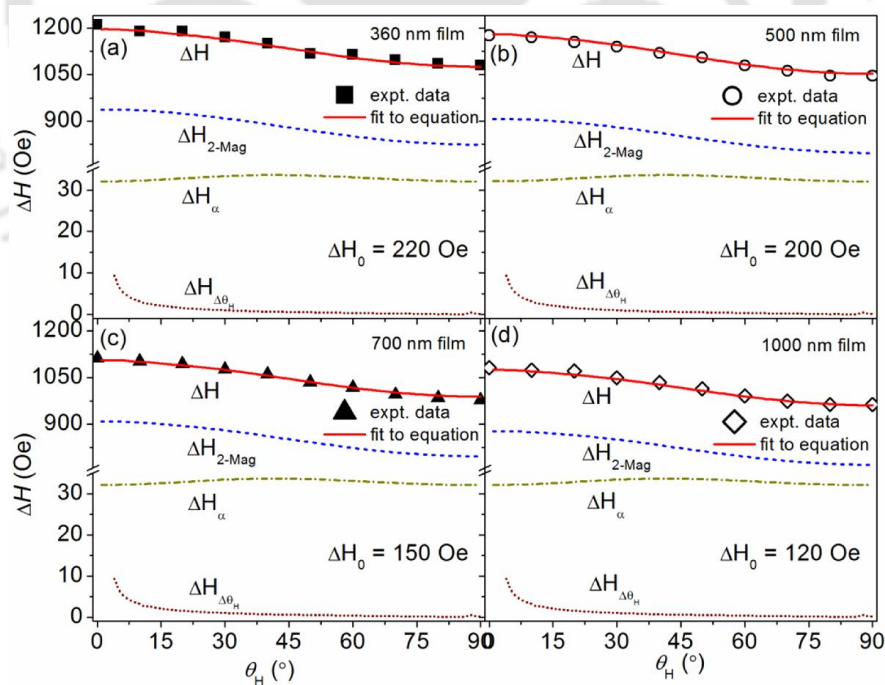 1200
1050
900
30
20
10
0
ΔH (Oe)
(a)
360 nm film
ΔH
expt. data
fit to equation
ΔH2-Mag
ΔHα
ΔH0 = 220 Oe
ΔHΔθH
(b)
500 nm film
ΔH
expt. data
fit to equation
ΔH2-Mag
ΔHα
ΔH0 = 200 Oe
ΔHΔθH
1200
1050
900
30
20
10
0
ΔH (Oe)
(c)
700 nm film
ΔH
expt. data
fit to equation
ΔH2-Mag
ΔHα
ΔH0 = 150 Oe
ΔHΔθH
0 15 30 45 60 75 90
θH (°)
(d)
1000 nm film
ΔH
expt. data
fit to equation
ΔH2-Mag
ΔHα
ΔH0 = 120 Oe
ΔHΔθH
0 15 30 45 60 75 90
θH (°)